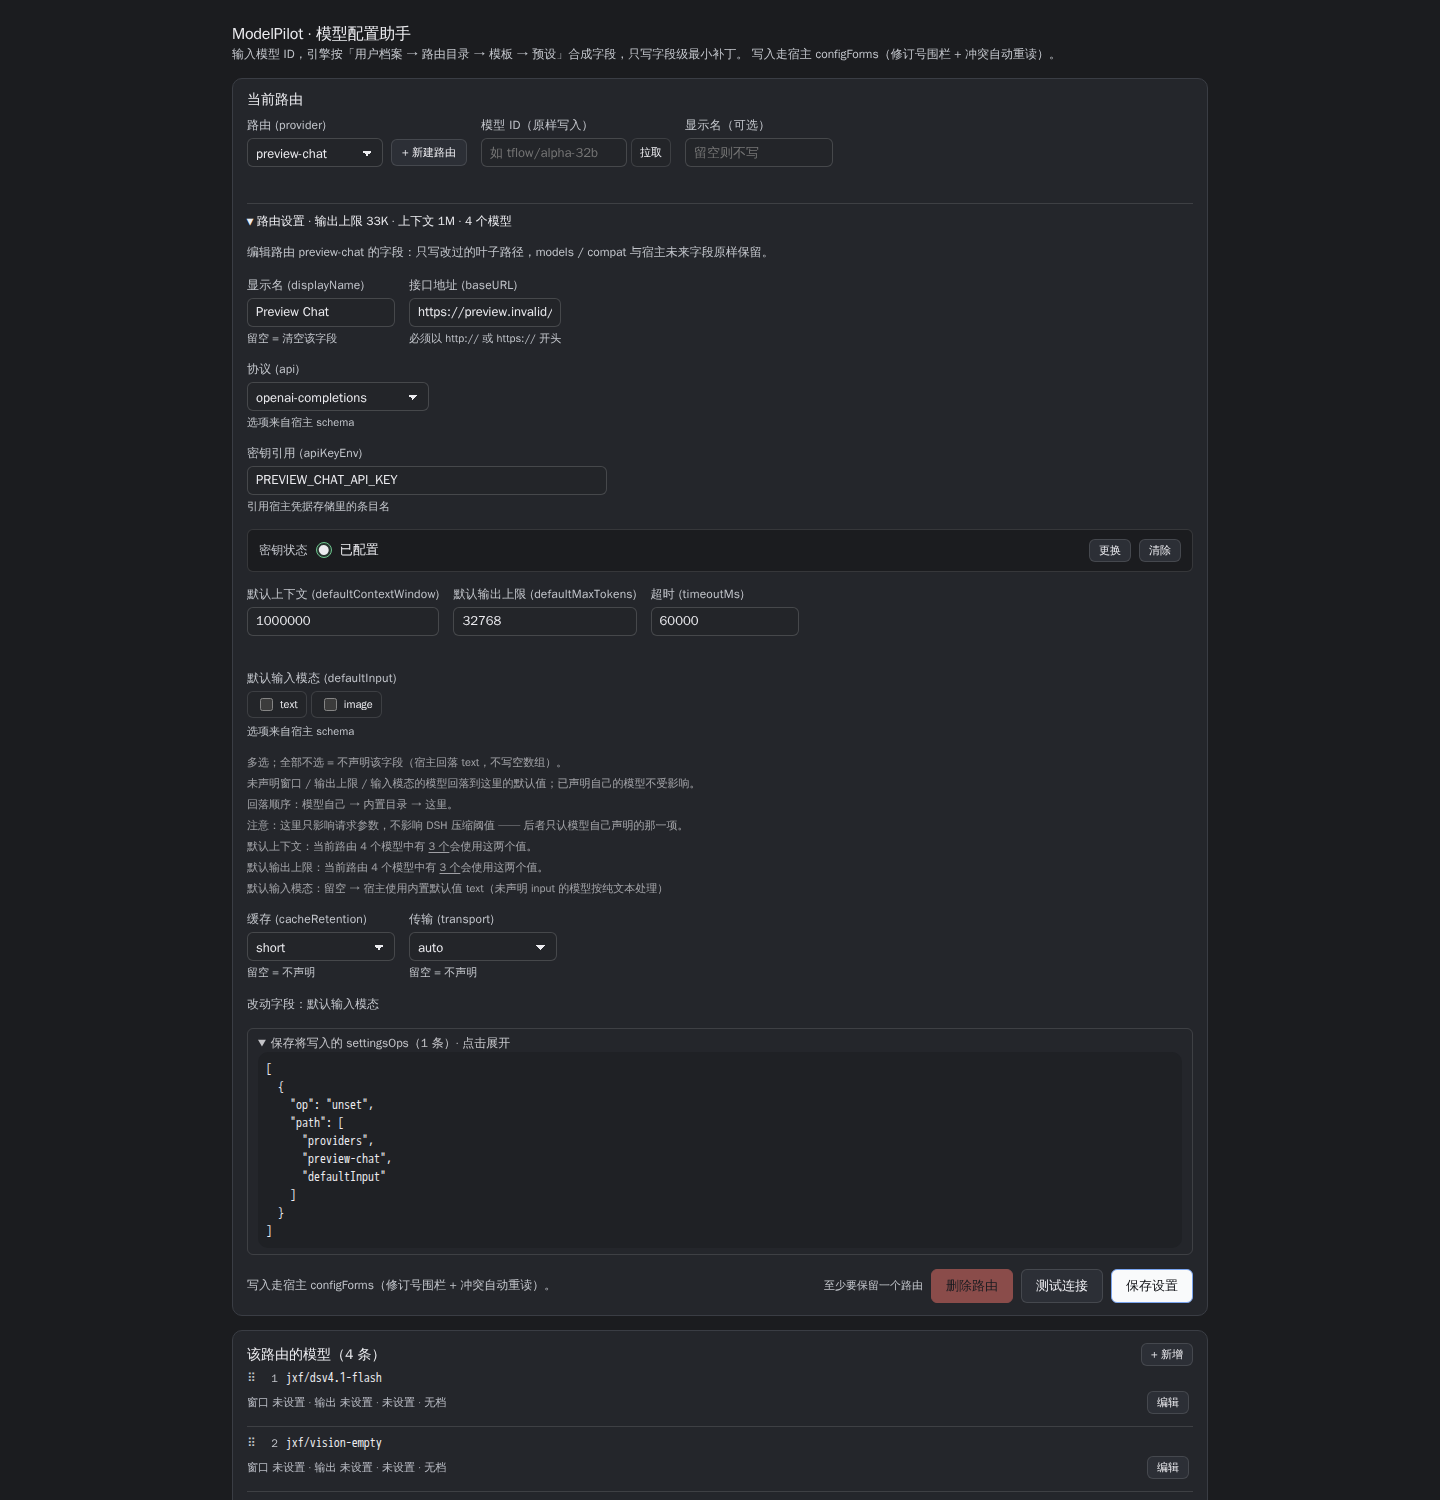 ModelPilot · 模型配置助手
输入模型 ID，引擎按「用户档案 → 路由目录 → 模板 → 预设」合成字段，只写字段级最小补丁。 写入走宿主 configForms（修订号围栏 + 冲突自动重读）。
当前路由
路由 (provider)
模型 ID（原样写入）
显示名（可选）
preview-chat
+ 新建路由
如 tflow/alpha-32b
拉取
留空则不写
▾ 路由设置 · 输出上限 33K · 上下文 1M · 4 个模型
编辑路由 preview-chat 的字段：只写改过的叶子路径，models / compat 与宿主未来字段原样保留。
显示名 (displayName)
接口地址 (baseURL)
Preview Chat
https://preview.invalid/
留空 = 清空该字段
必须以 http:// 或 https:// 开头
协议 (api)
openai-completions
选项来自宿主 schema
密钥引用 (apiKeyEnv)
PREVIEW_CHAT_API_KEY
引用宿主凭据存储里的条目名
密钥状态 已配置
更换
清除
默认上下文 (defaultContextWindow)
默认输出上限 (defaultMaxTokens)
超时 (timeoutMs)
1000000
32768
60000
默认输入模态 (defaultInput)
text
image
选项来自宿主 schema
多选；全部不选 = 不声明该字段（宿主回落 text，不写空数组）。
未声明窗口 / 输出上限 / 输入模态的模型回落到这里的默认值；已声明自己的模型不受影响。
回落顺序：模型自己 → 内置目录 → 这里。
注意：这里只影响请求参数，不影响 DSH 压缩阈值 —— 后者只认模型自己声明的那一项。
默认上下文：当前路由 4 个模型中有 3 个会使用这两个值。
默认输出上限：当前路由 4 个模型中有 3 个会使用这两个值。
默认输入模态：留空 → 宿主使用内置默认值 text（未声明 input 的模型按纯文本处理）
缓存 (cacheRetention)
传输 (transport)
short
auto
留空 = 不声明
留空 = 不声明
改动字段：默认输入模态
▼ 保存将写入的 settingsOps（1 条）· 点击展开
[
{
"op": "unset",
"path": [
"providers",
"preview-chat",
"defaultInput"
]
}
]
写入走宿主 configForms（修订号围栏 + 冲突自动重读）。
至少要保留一个路由
删除路由
测试连接
保存设置
该路由的模型（4 条）
+ 新增
⠿ 1 jxf/dsv4.1-flash
窗口 未设置 · 输出 未设置 · 未设置 · 无档
编辑
⠿ 2 jxf/vision-empty
窗口 未设置 · 输出 未设置 · 未设置 · 无档
编辑